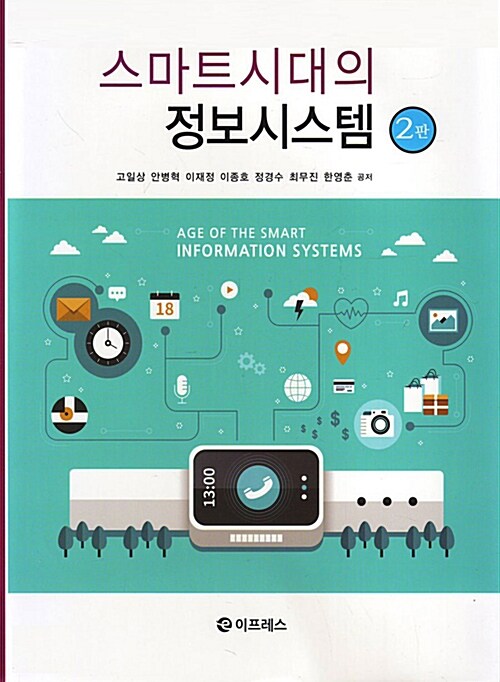 스마트시대의
정보시스템 2판
고일상 안병혁 이재정 이종호 정경수 최무진 한영춘 공저
AGE OF THE SMART
INFORMATION SYSTEMS
18
$ $ $ $
13:00
e 이프레스